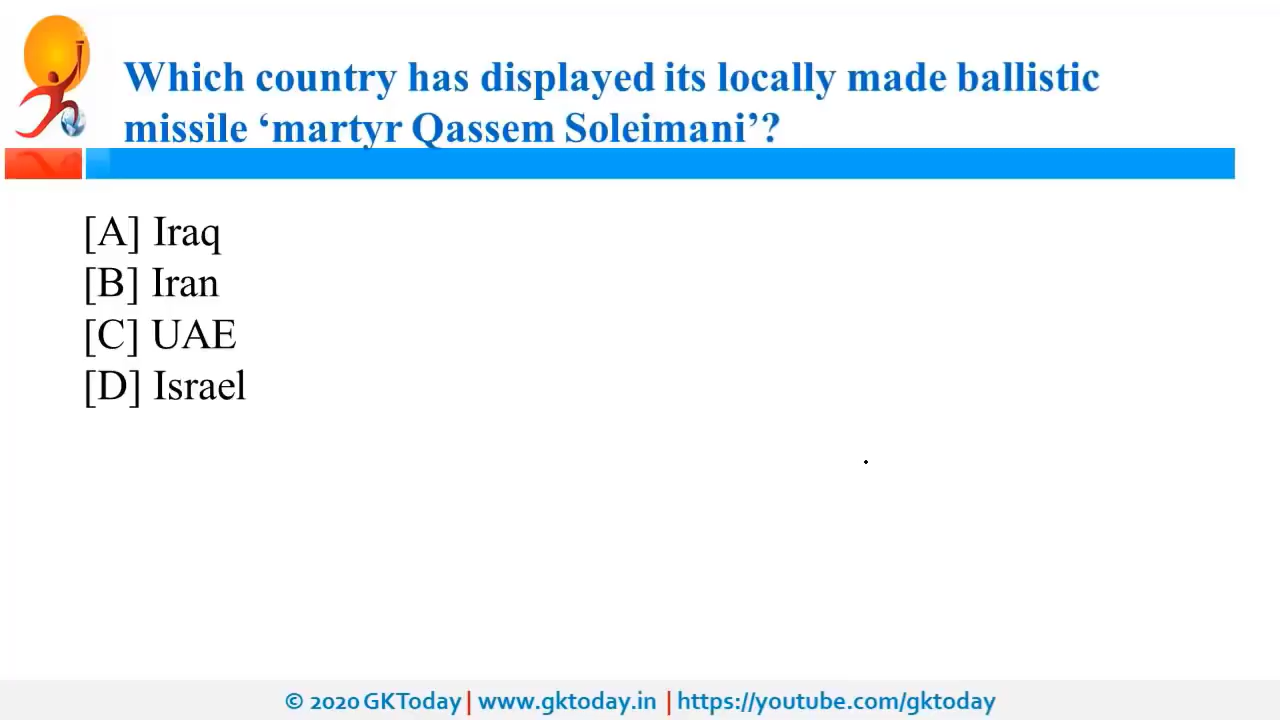 Which country has displayed its locally made ballistic
missile ‘martyr Qassem Soleimani’?
[A] Iraq
[B] Iran
[C] UAE
[D] Israel
© 2020 GKToday | www.gktoday.in | https://youtube.com/gktoday